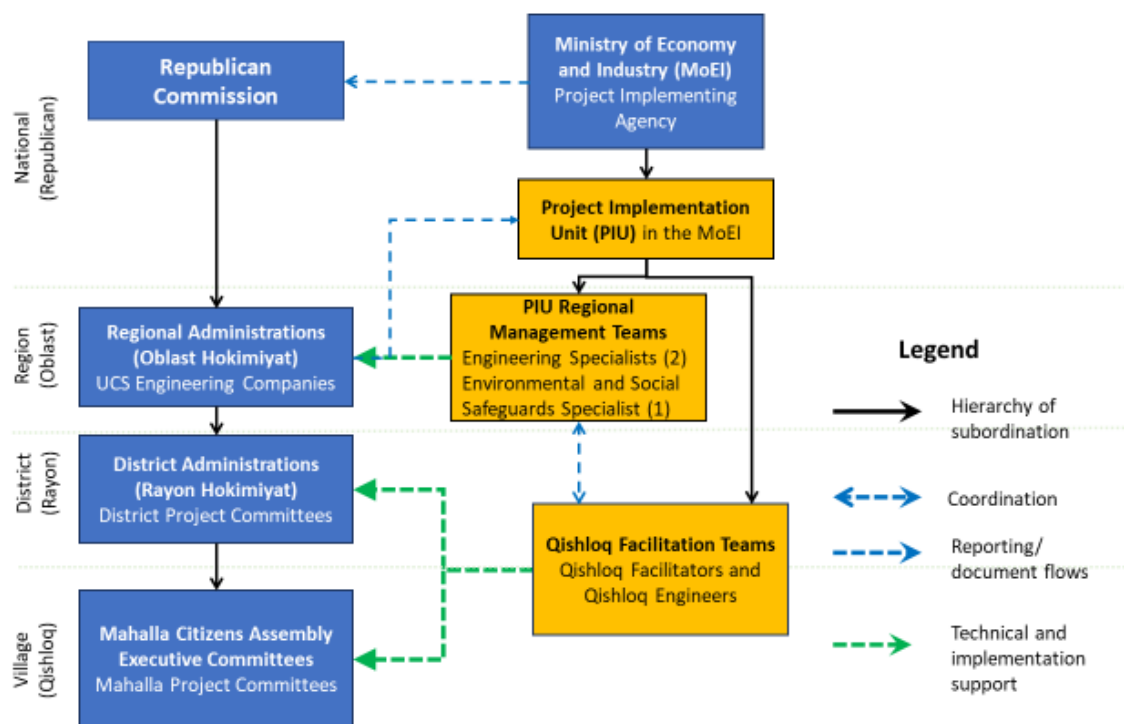 National
(Republican)
Republican
Commission
Ministry of Economy
and Industry (MoEI)
Project Implementing
Agency
Project Implementation
Unit (PIU) in the MoEI
Region
(Oblast)
Regional Administrations
(Oblast Hokimiyat)
UCS Engineering Companies
PIU Regional
Management Teams
Engineering Specialists (2)
Environmental and Social
Safeguards Specialist (1)
District
(Rayon)
District Administrations
(Rayon Hokimiyat)
District Project Committees
Qishloq Facilitation Teams
Qishloq Facilitators and
Qishloq Engineers
Village
(Qishloq)
Mahalla Citizens Assembly
Executive Committees
Mahalla Project Committees
Legend
Hierarchy of
subordination
Coordination
Reporting/
document flows
Technical and
implementation
support